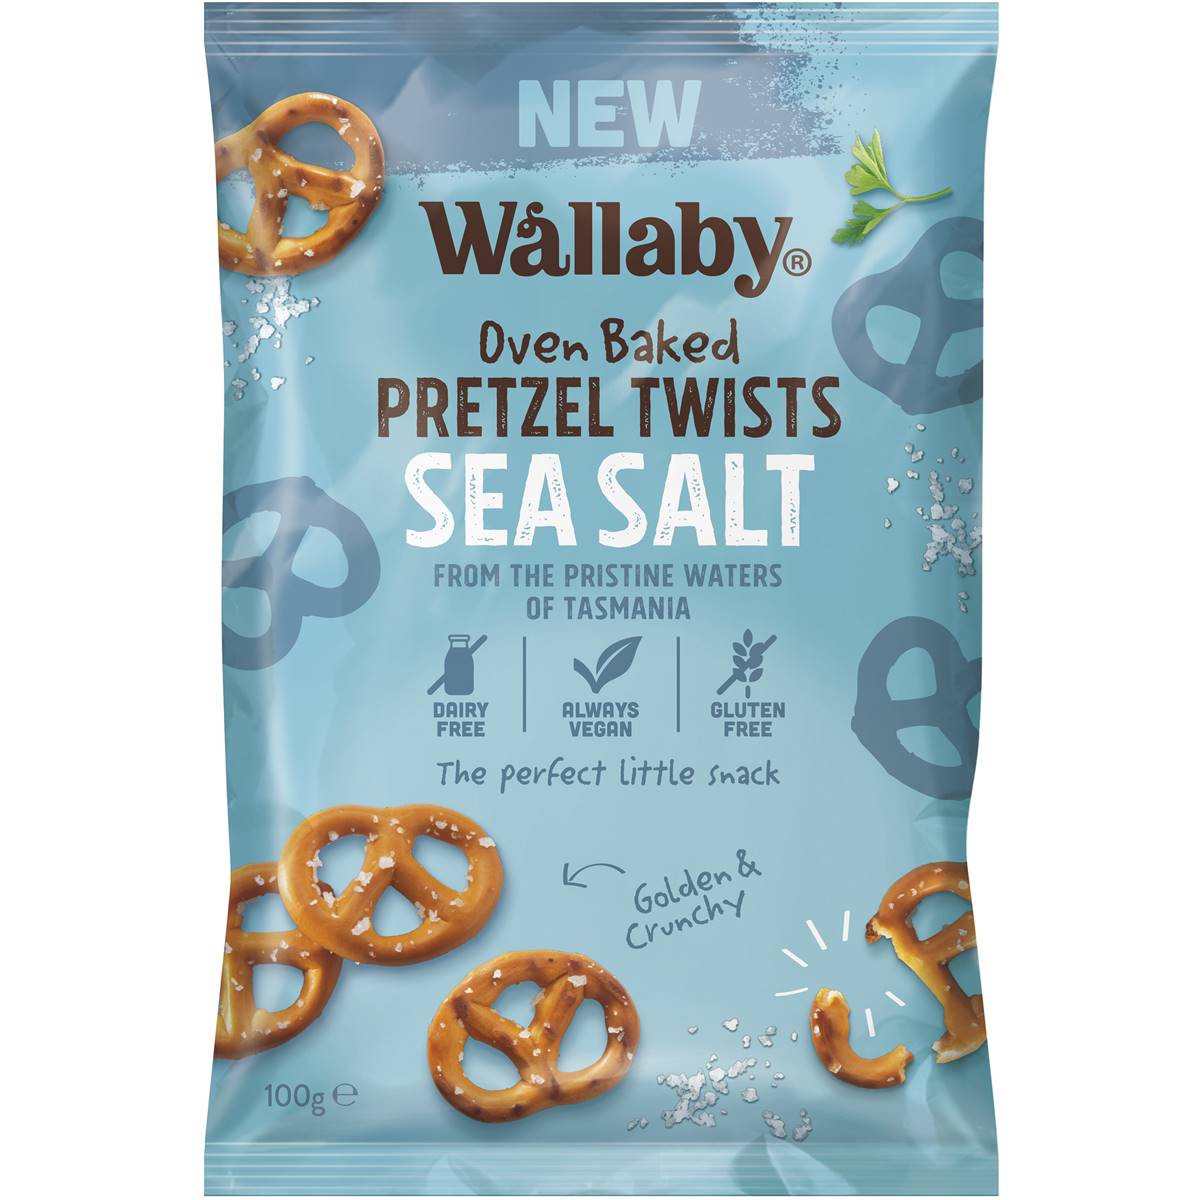 NEW
Wallaby®
Oven Baked
PRETZEL TWISTS
SEA SALT
FROM THE PRISTINE WATERS
OF TASMANIA
DAIRY
FREE
ALWAYS
VEGAN
GLUTEN
FREE
The perfect little snack
Golden &
Crunchy
100g ℮